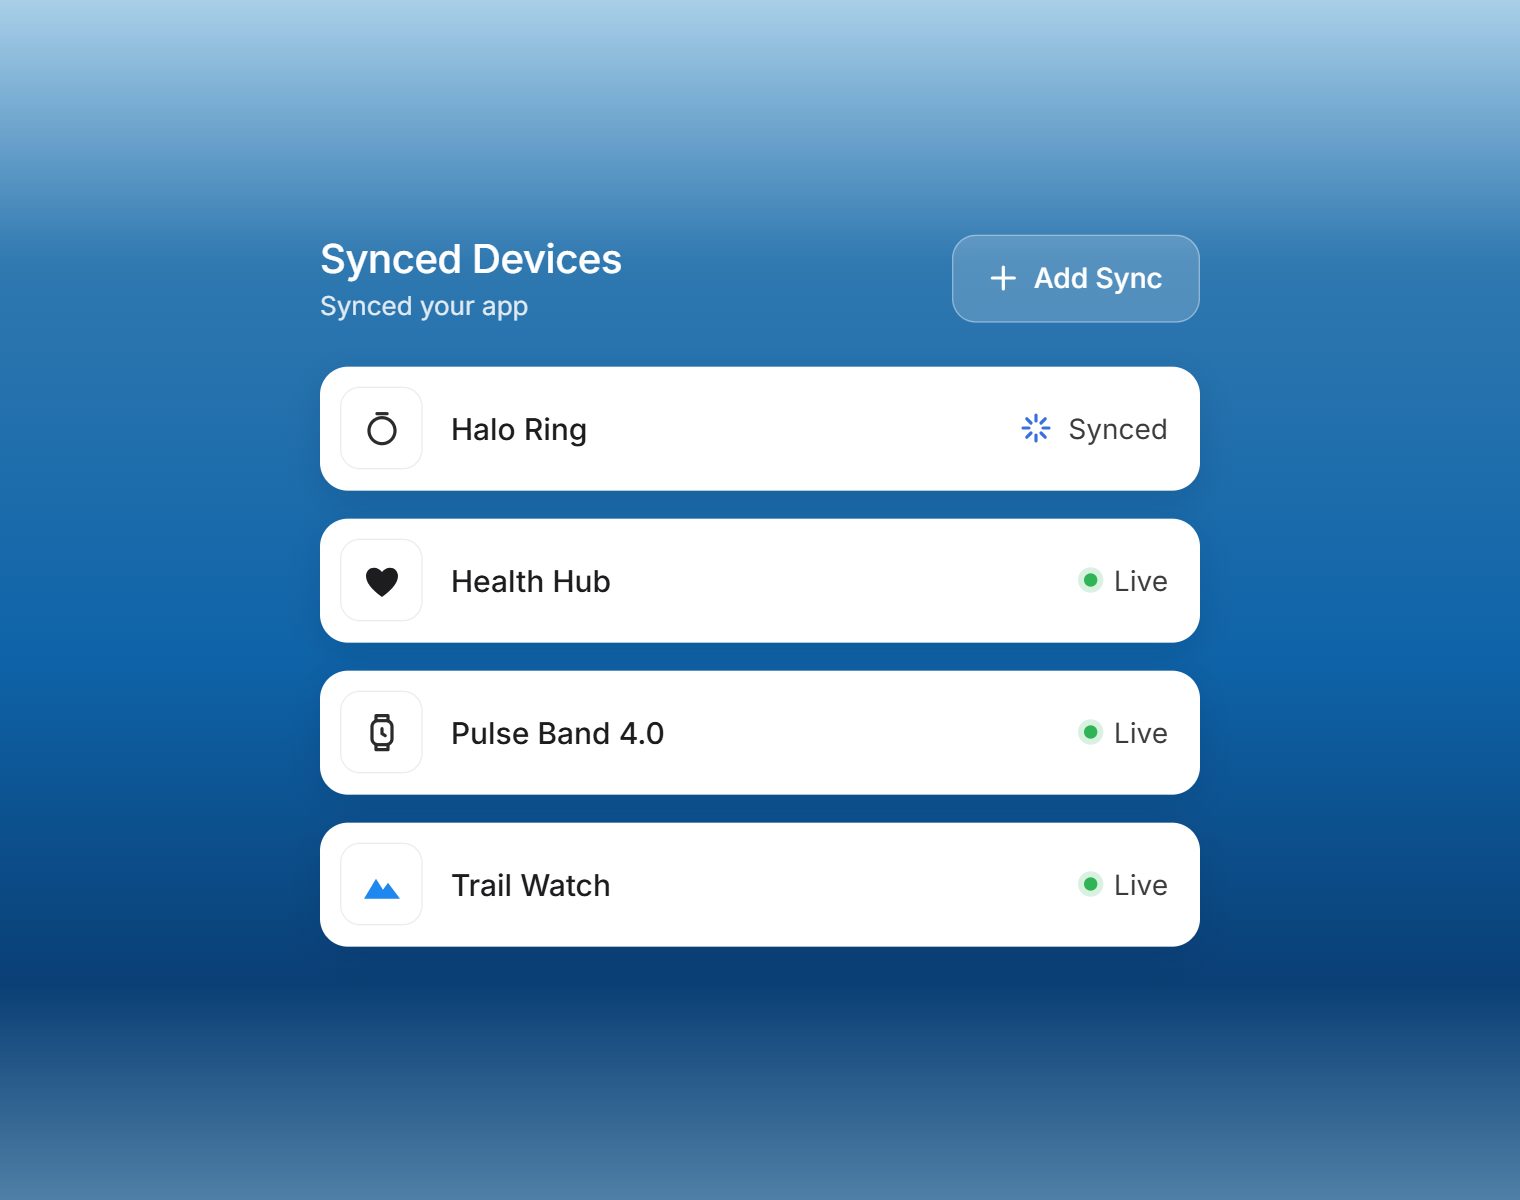 Synced Devices
Synced your app
Add Sync
Halo Ring
Synced
Health Hub
Live
Pulse Band 4.0
Live
Trail Watch
Live